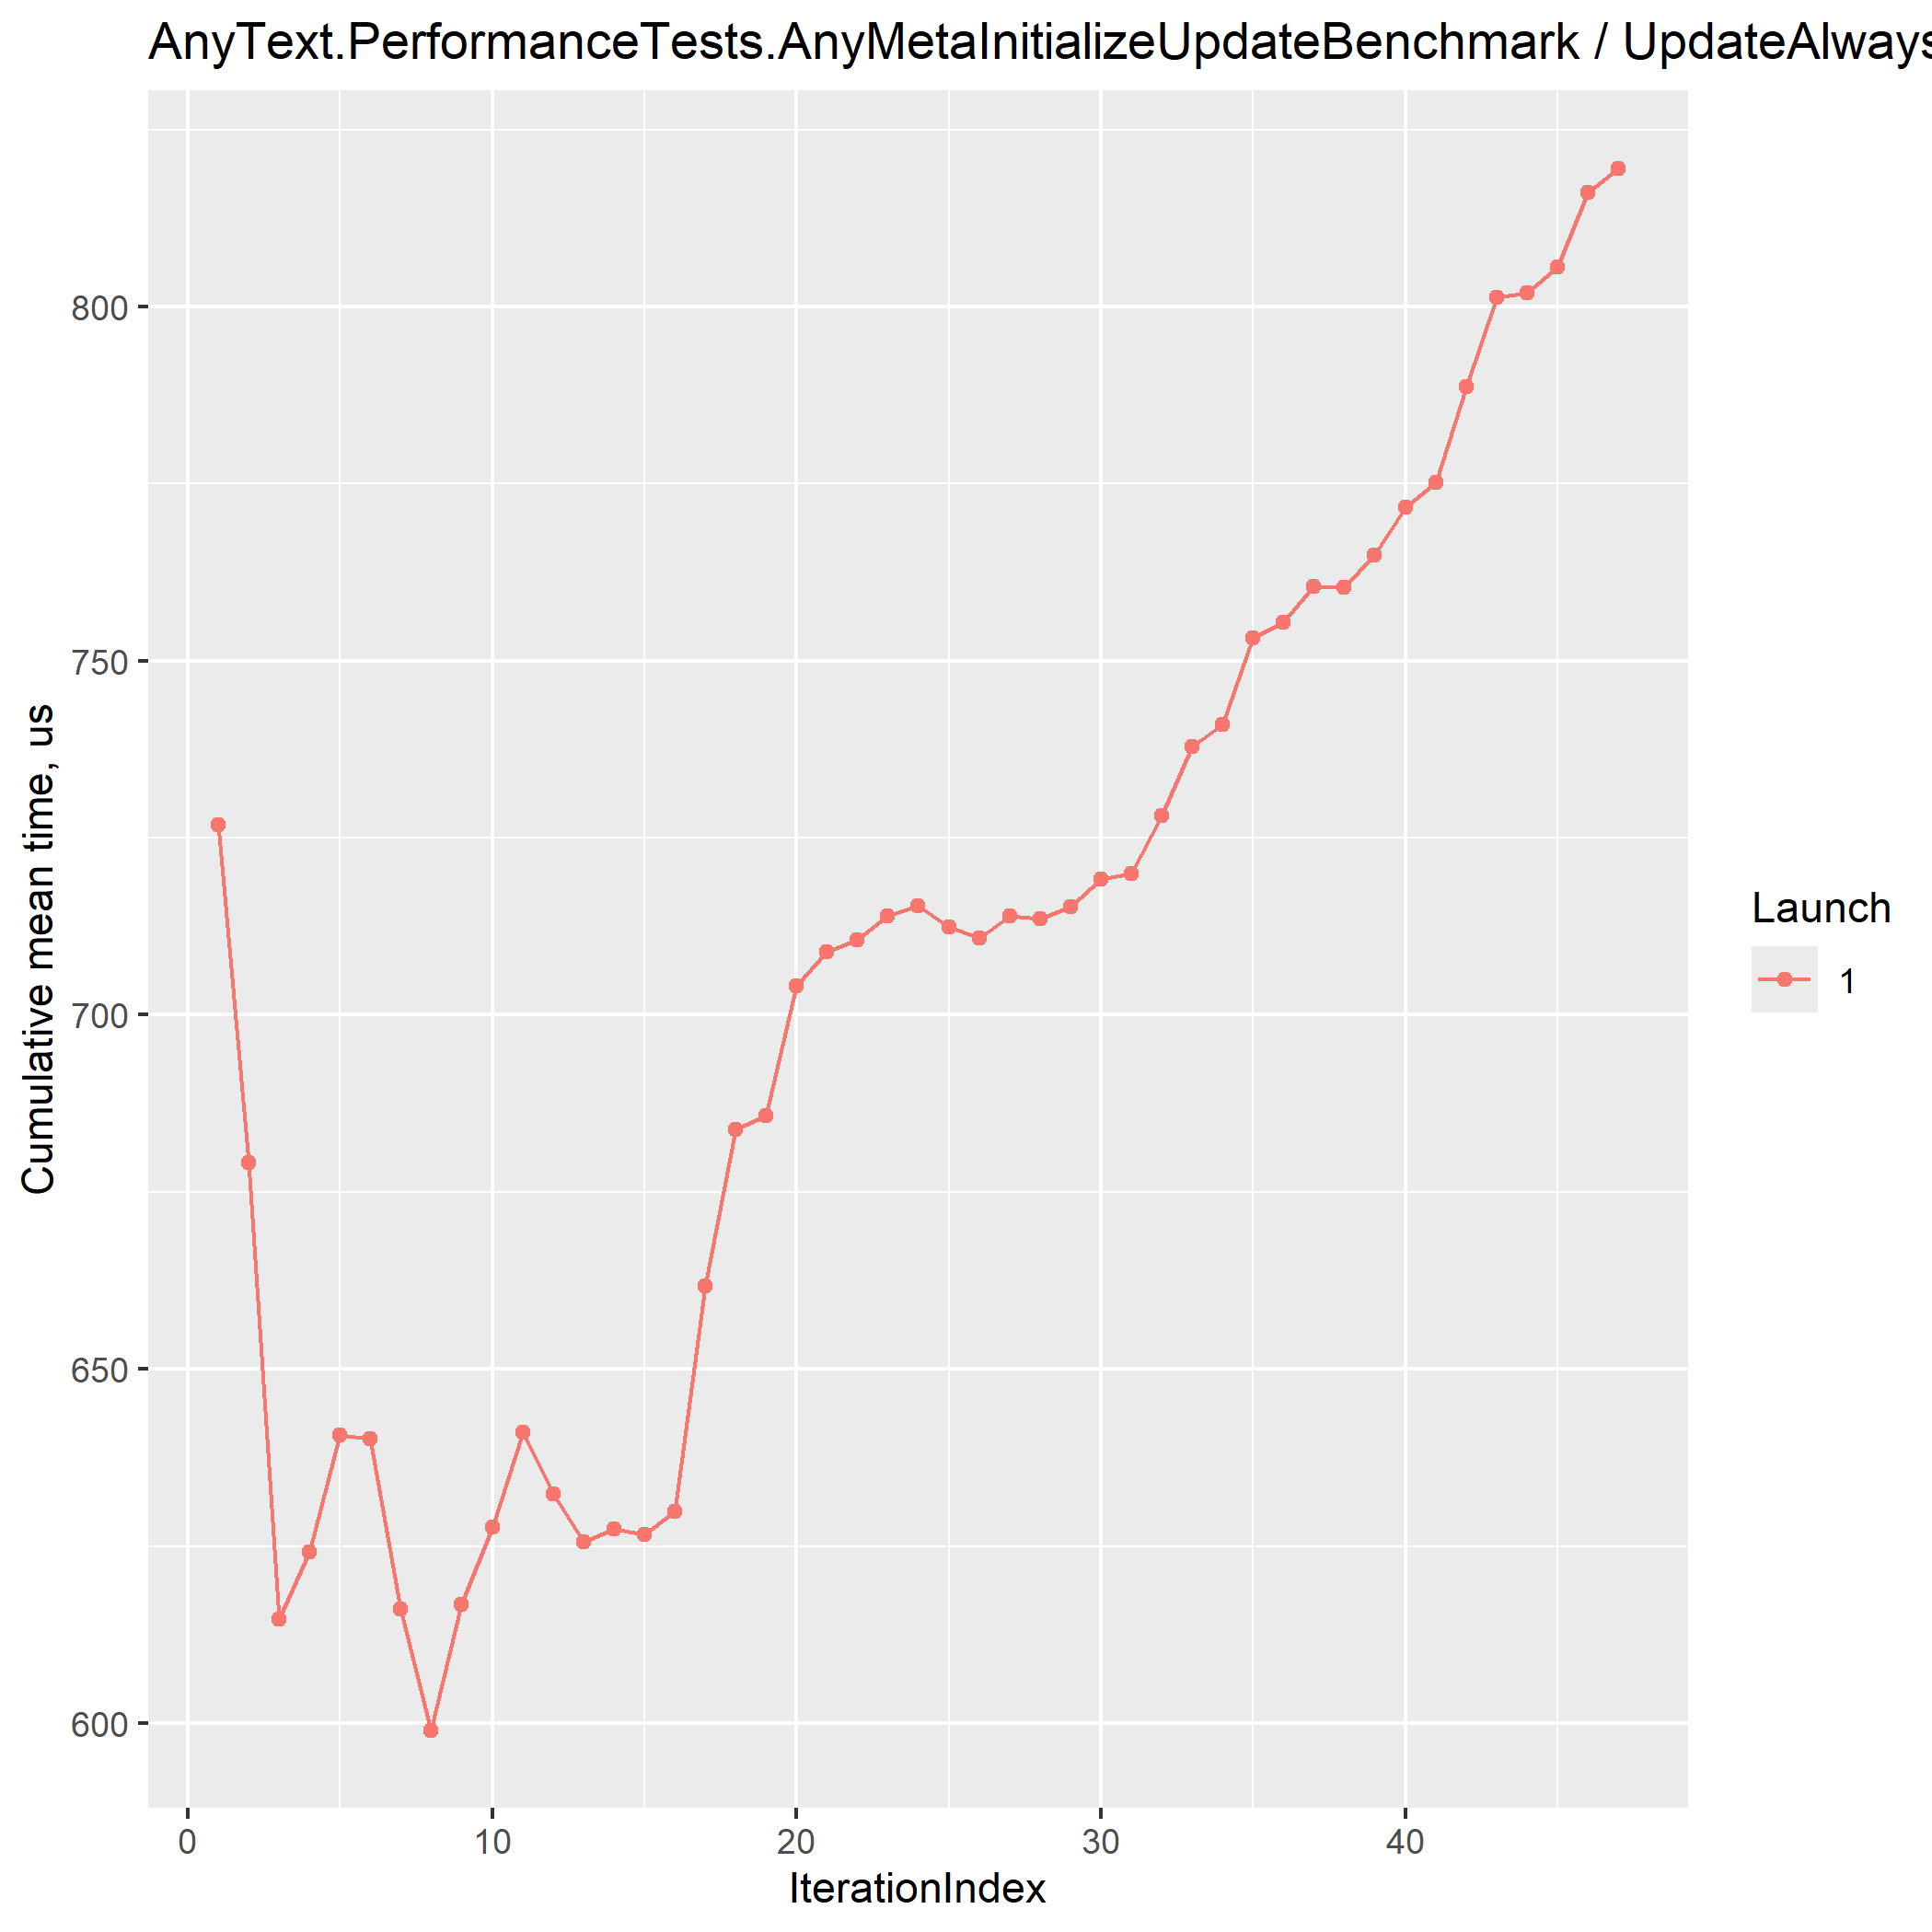 AnyText.PerformanceTests.AnyMetaInitializeUpdateBenchmark / UpdateAlways
Cumulative mean time, us
800
750
700
650
600
0 10 20 30 40
IterationIndex
Launch
1